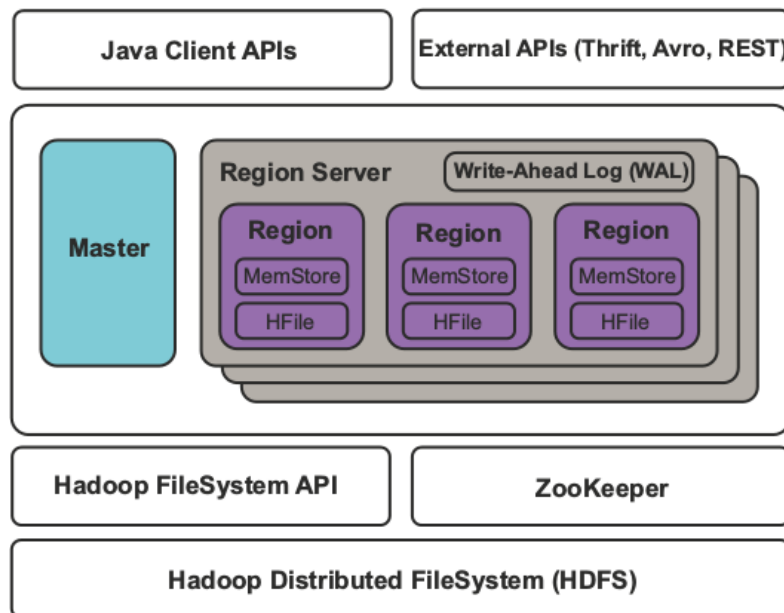 Java Client APIs
External APIs (Thrift, Avro, REST)
Master
Region Server
Write-Ahead Log (WAL)
Region
MemStore
HFile
Region
MemStore
HFile
Region
MemStore
HFile
Hadoop FileSystem API
ZooKeeper
Hadoop Distributed FileSystem (HDFS)